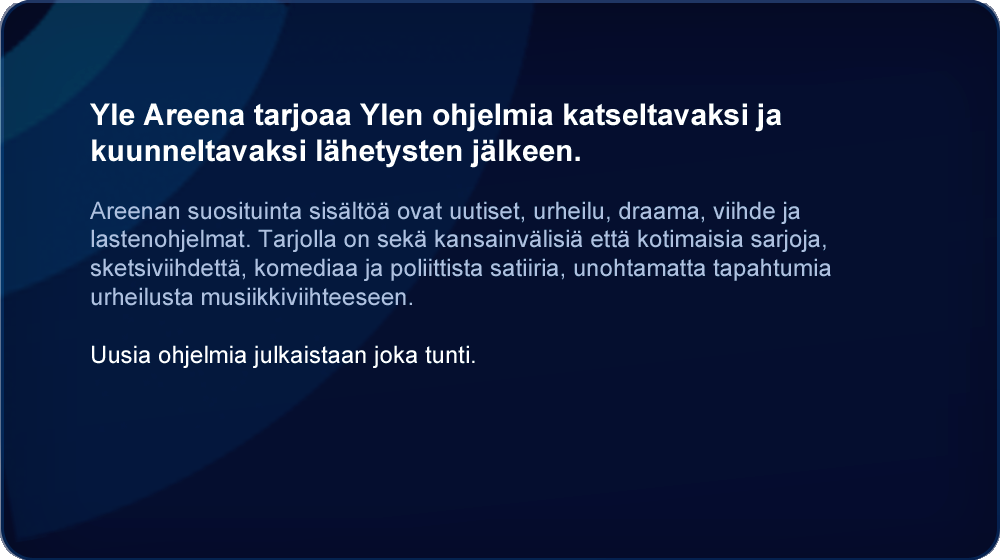 Yle Areena tarjoaa Ylen ohjelmia katseltavaksi ja
kuunneltavaksi lähetysten jälkeen.
Areenan suosituinta sisältöä ovat uutiset, urheilu, draama, viihde ja
lastenohjelmat. Tarjolla on sekä kansainvälisiä että kotimaisia sarjoja,
sketsiviihdettä, komediaa ja poliittista satiiria, unohtamatta tapahtumia
urheilusta musiikkiviihteeseen.
Uusia ohjelmia julkaistaan joka tunti.